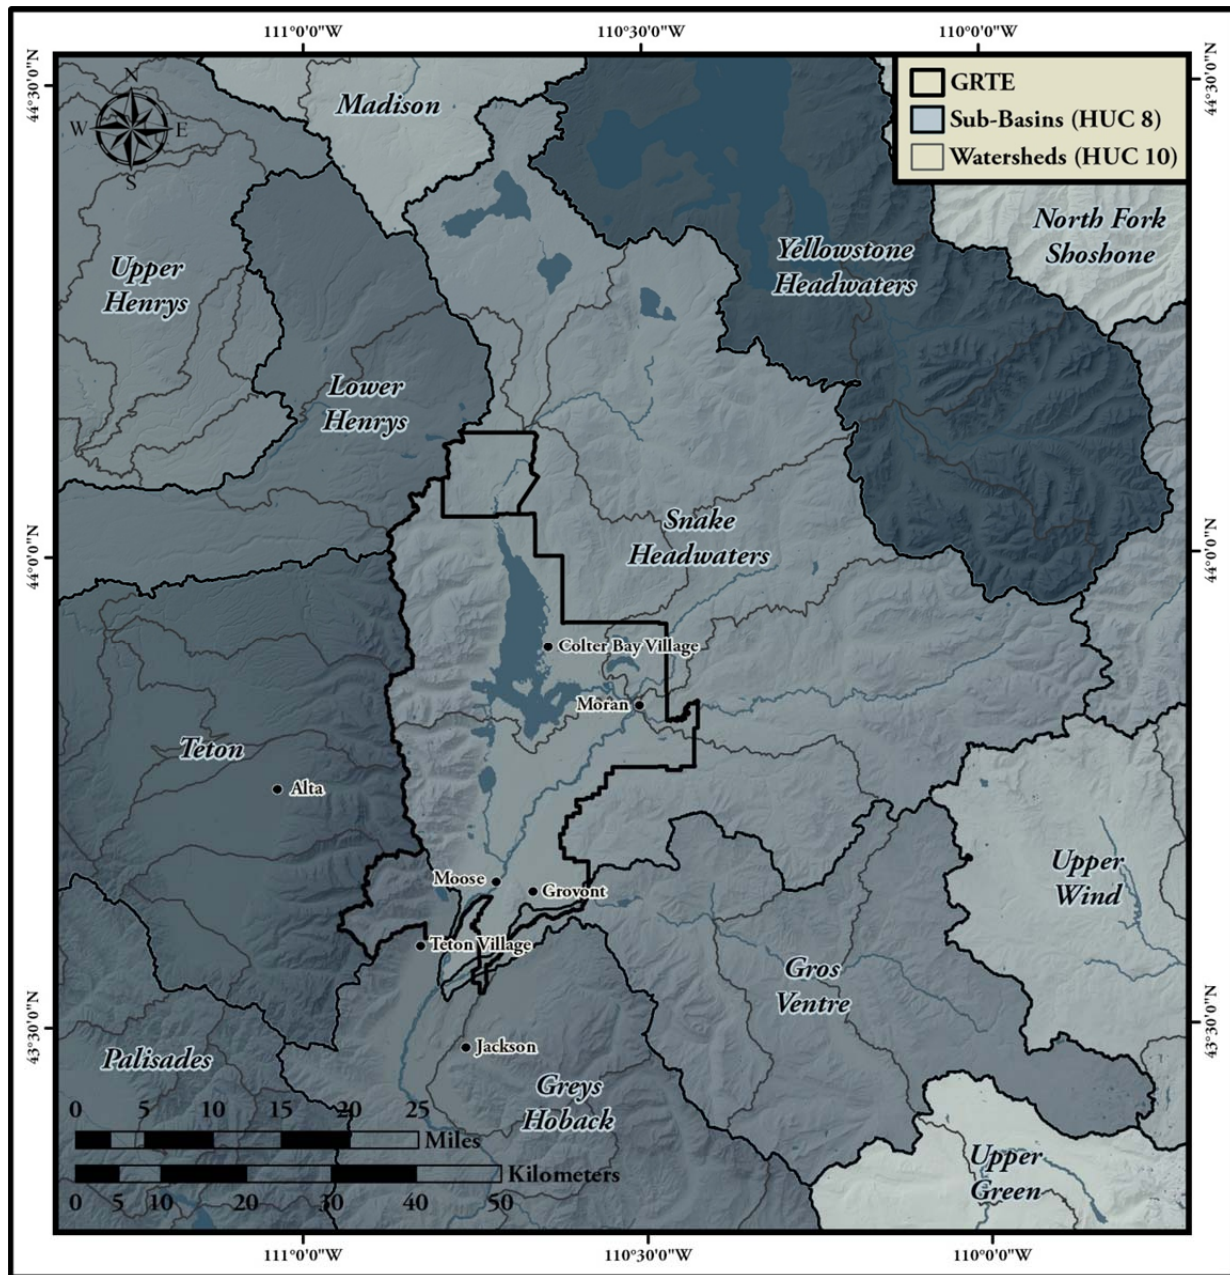 111°0'0"W
110°30'0"W
110°0'0"W
44°30'0"N
44°30'0"N
N
W
E
S
GRTE
Sub-Basins (HUC 8)
Watersheds (HUC 10)
Madison
North Fork
Shoshone
Yellowstone
Headwaters
Upper
Henrys
Lower
Henrys
Snake
Headwaters
44°0'0"N
44°0'0"N
Colter Bay Village
Moran
Teton
Alta
Upper
Wind
Moose
Grovont
Teton Village
Gros
Ventre
43°30'0"N
43°30'0"N
Jackson
Palisades
Greys
Hoback
0 5 10 15 20 25
Miles
Kilometers
0 5 10 20 30 40 50
Upper
Green
111°0'0"W
110°30'0"W
110°0'0"W